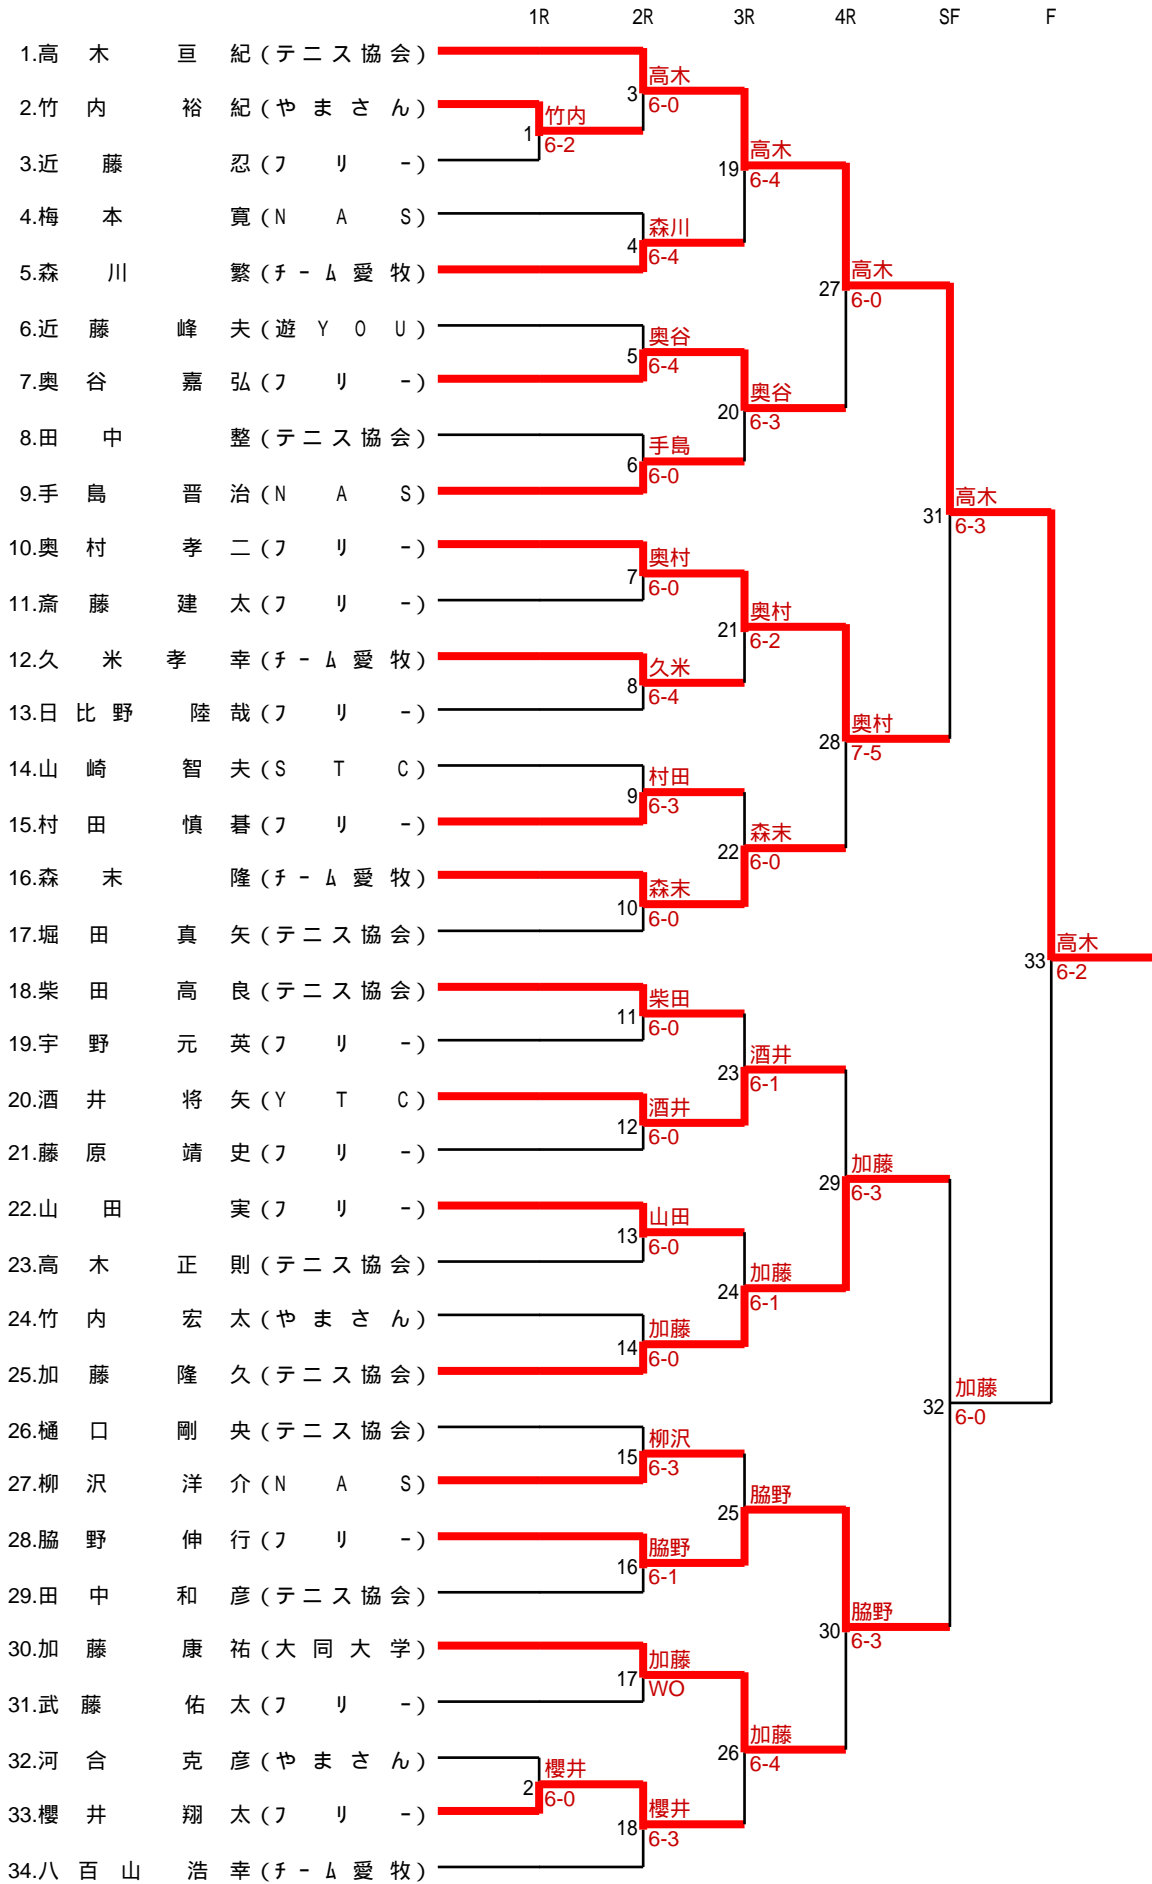 1R 2R 3R 4R SF F
1.高木 亘紀(テニス協会)
高木
2.竹内 裕紀(やまさん)
3 6-0
竹内
1 6-2
3.近藤 忍(フリー)
高木
19 6-4
4.梅本 寛(NAS)
森川
4 6-4
5.森川 繁(チーム愛牧)
高木
27 6-0
6.近藤 峰夫(遊YOU)
奥谷
5 6-4
7.奥谷 嘉弘(フリー)
奥谷
20 6-3
8.田中 整(テニス協会)
手島
6 6-0
9.手島 晋治(NAS)
高木
31 6-3
10.奥村 孝二(フリー)
奥村
7 6-0
11.斎藤 建太(フリー)
奥村
21 6-2
12.久米 孝幸(チーム愛牧)
久米
8 6-4
13.日比野 陸哉(フリー)
奥村
28 7-5
14.山崎 智夫(STC)
村田
9 6-3
15.村田 慎碁(フリー)
森末
22 6-0
16.森末 隆(チーム愛牧)
森末
10 6-0
17.堀田 真矢(テニス協会)
高木
33 6-2
18.柴田 高良(テニス協会)
柴田
11 6-0
19.宇野 元英(フリー)
酒井
23 6-1
20.酒井 将矢(YTC)
酒井
12 6-0
21.藤原 靖史(フリー)
加藤
29 6-3
22.山田 実(フリー)
山田
13 6-0
23.高木 正則(テニス協会)
加藤
24 6-1
24.竹内 宏太(やまさん)
加藤
14 6-0
25.加藤 隆久(テニス協会)
加藤
32 6-0
26.樋口 剛央(テニス協会)
柳沢
15 6-3
27.柳沢 洋介(NAS)
脇野
25
28.脇野 伸行(フリー)
脇野
16 6-1
29.田中 和彦(テニス協会)
脇野
30 6-3
30.加藤 康祐(大同大学)
加藤
17 WO
31.武藤 佑太(フリー)
加藤
26 6-4
32.河合 克彦(やまさん)
櫻井
2 6-0
33.櫻井 翔太(フリー)
櫻井
18 6-3
34.八百山 浩幸(チーム愛牧)